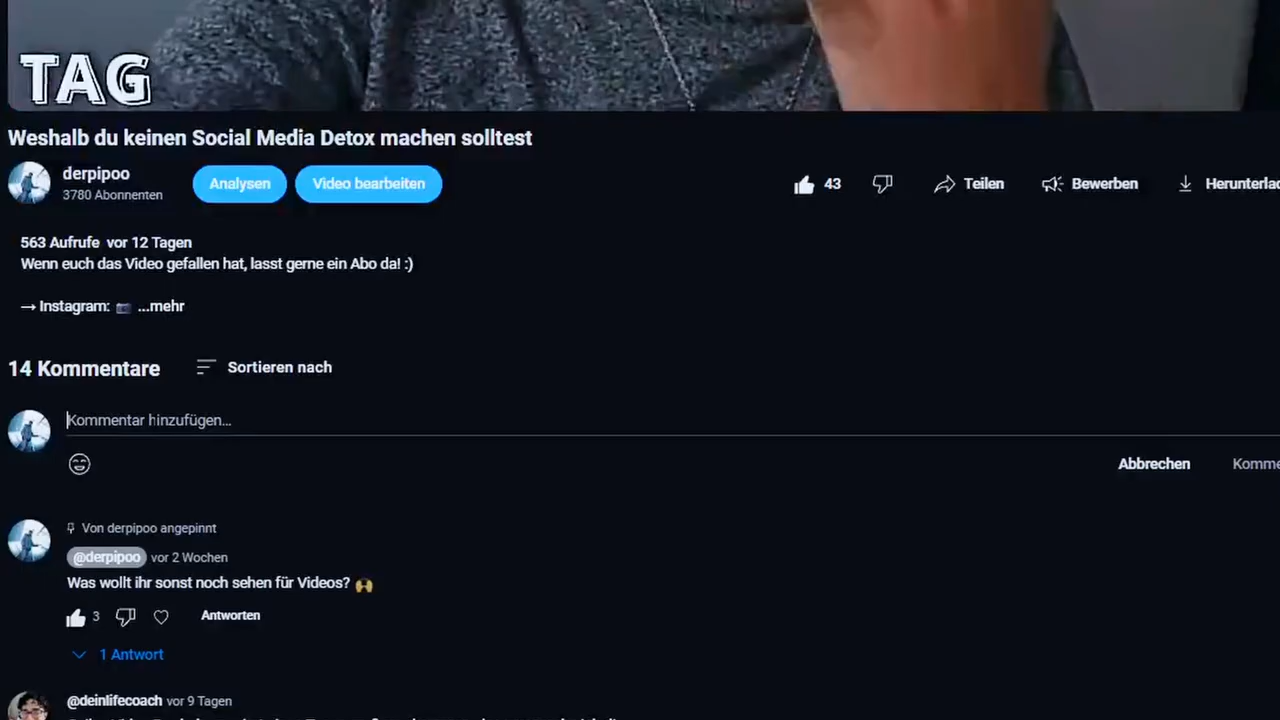 TAG
Weshalb du keinen Social Media Detox machen solltest
derpipoo
3780 Abonnenten
Analysen
Video bearbeiten
43
Teilen
Bewerben
Herunterlad
563 Aufrufe vor 12 Tagen
Wenn euch das Video gefallen hat, lasst gerne ein Abo da! :)
→ Instagram: 📷 ...mehr
14 Kommentare
Sortieren nach
Kommentar hinzufügen...
Abbrechen
Komme
Von derpipoo angepinnt
@derpipoo vor 2 Wochen
Was wollt ihr sonst noch sehen für Videos? 🙌
3
Antworten
1 Antwort
@deinlifecoach vor 9 Tagen